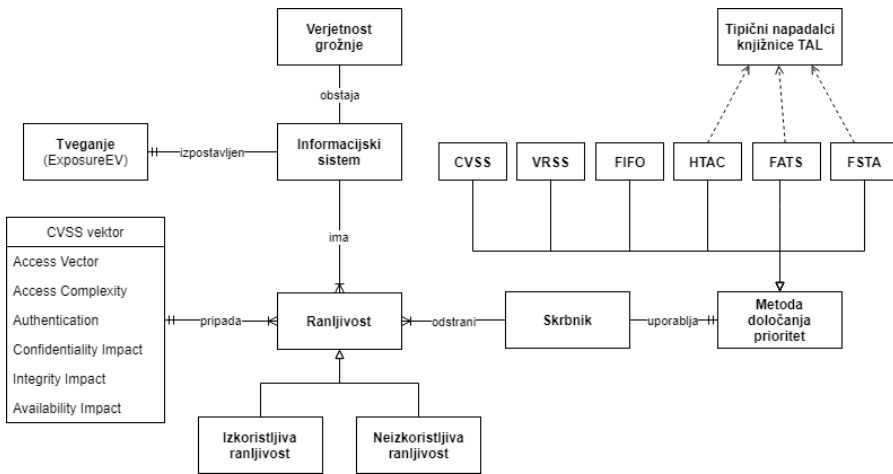 Verjetnost
grožnje
Tipični napadalci
knjižnice TAL
obstaja
Tveganje
(ExposureEV)
izpostavljen
Informacijski
sistem
CVSS
VRSS
FIFO
HTAC
FATS
FSTA
CVSS vektor
Access Vector
Access Complexity
Authentication
Confidentiality Impact
Integrity Impact
Availability Impact
ima
pripada
Ranljivost
odstrani
Skrbnik
uporablja
Metoda
določanja
prioritet
Izkoristljiva
ranljivost
Neizkoristljiva
ranljivost